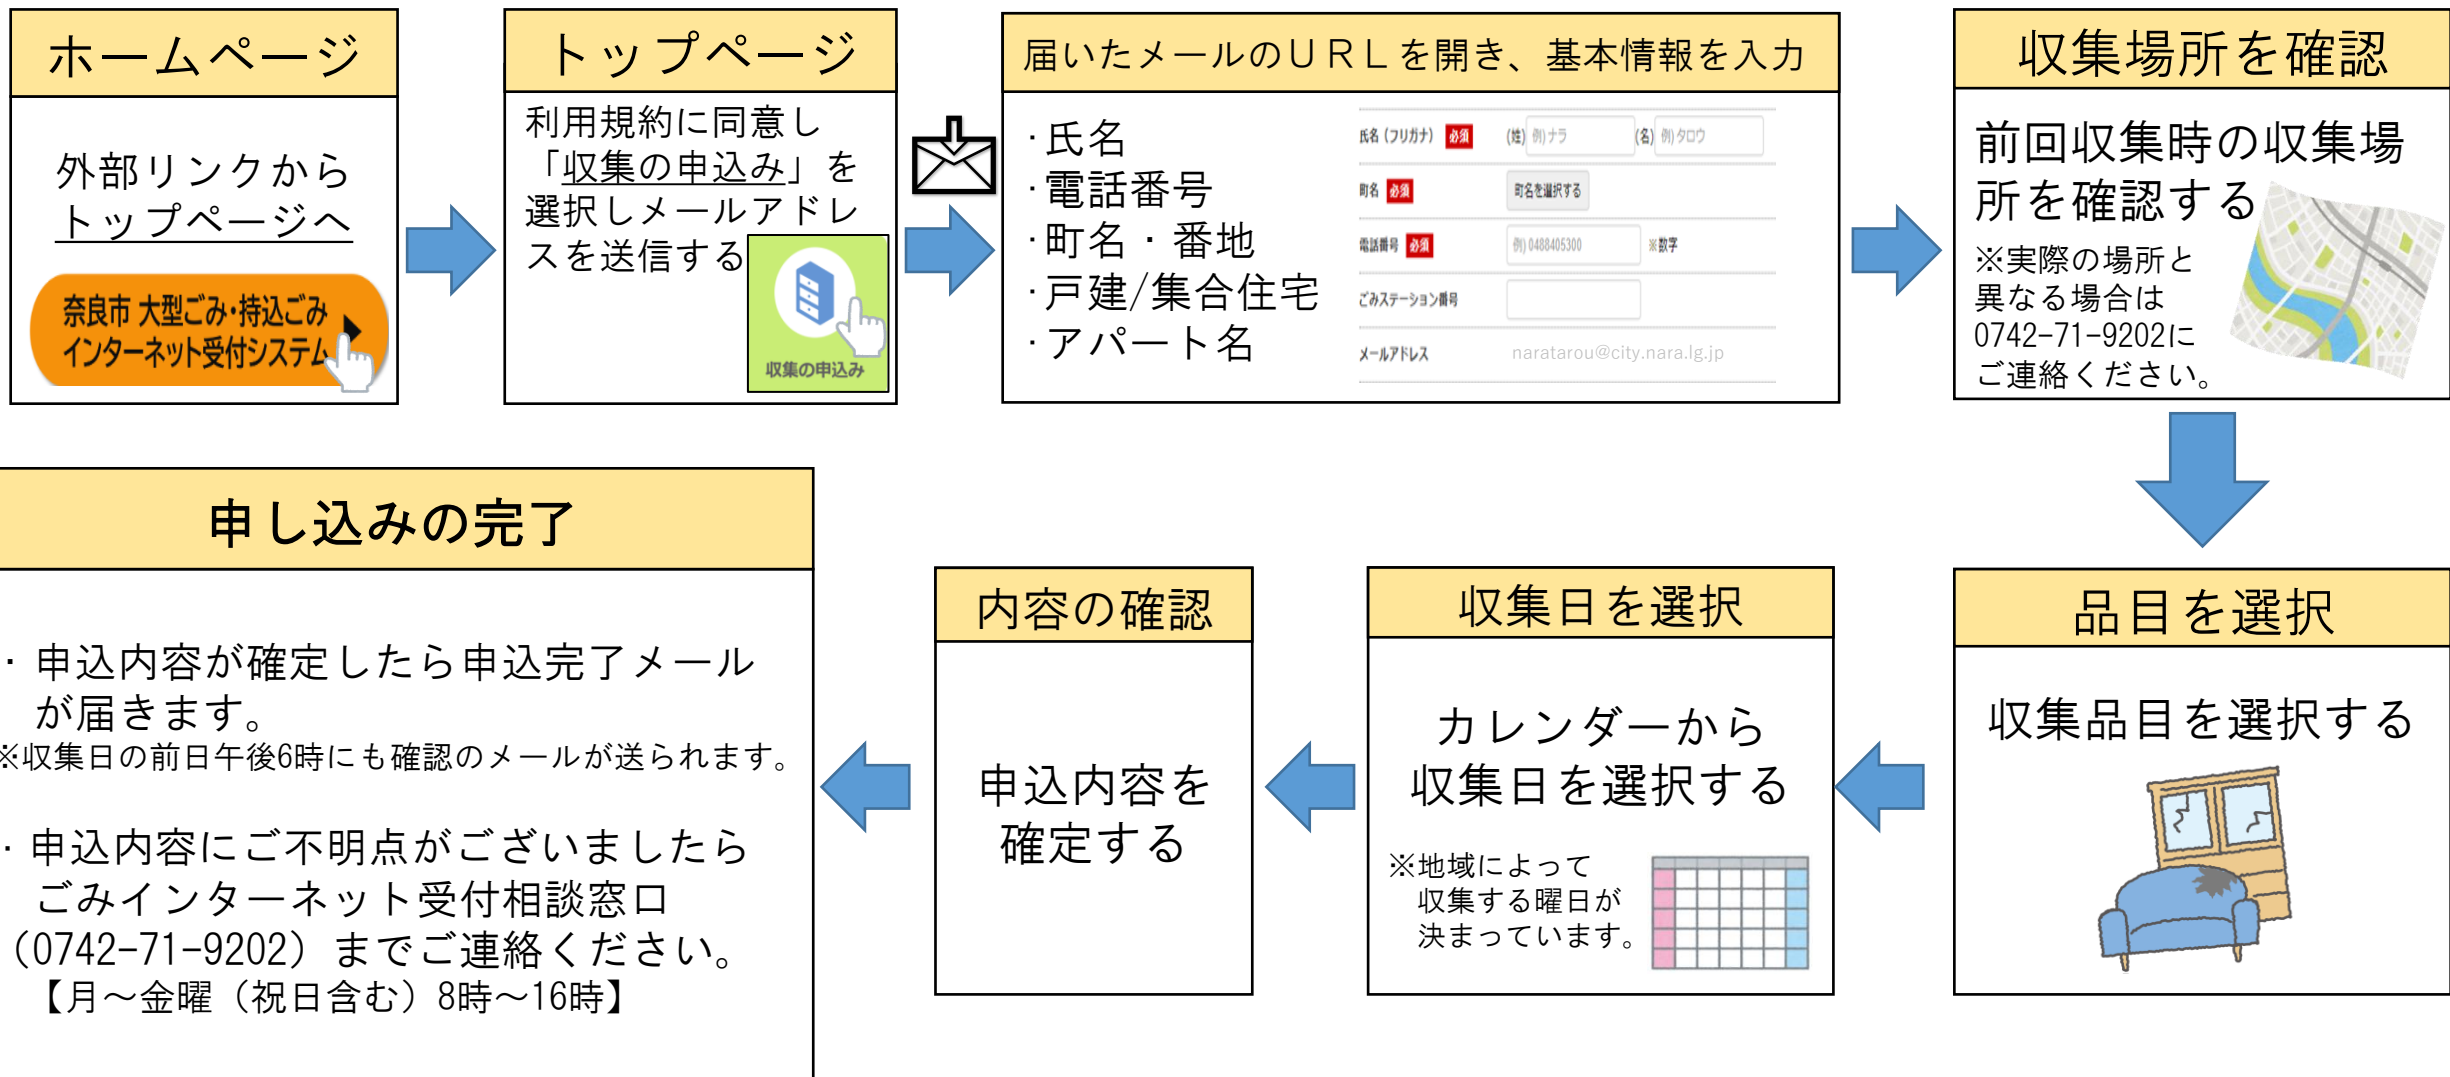 ホームページ
外部リンクから
トップページへ
奈良市 大型ごみ・持込ごみ
インターネット受付システム
トップページ
利用規約に同意し
「収集の申込み」を
選択しメールアドレ
スを送信する
収集の申込み
届いたメールのURLを開き、基本情報を入力
・氏名
・電話番号
・町名・番地
・戸建/集合住宅
・アパート名
氏名（フリガナ） 必須 (姓) 例)ナラ (名) 例)タロウ
町名 必須 町名を選択する
電話番号 必須 例) 0488405300 ※数字
ごみステーション番号
メールアドレス naratarou@city.nara.lg.jp
収集場所を確認
前回収集時の収集場
所を確認する
※実際の場所と
異なる場合は
0742-71-9202に
ご連絡ください。
品目を選択
収集品目を選択する
収集日を選択
カレンダーから
収集日を選択する
※地域によって
収集する曜日が
決まっています。
内容の確認
申込内容を
確定する
申し込みの完了
・申込内容が確定したら申込完了メール
が届きます。
※収集日の前日午後6時にも確認のメールが送られます。
・申込内容にご不明点がございましたら
ごみインターネット受付相談窓口
（0742-71-9202）までご連絡ください。
【月～金曜（祝日含む）8時～16時】